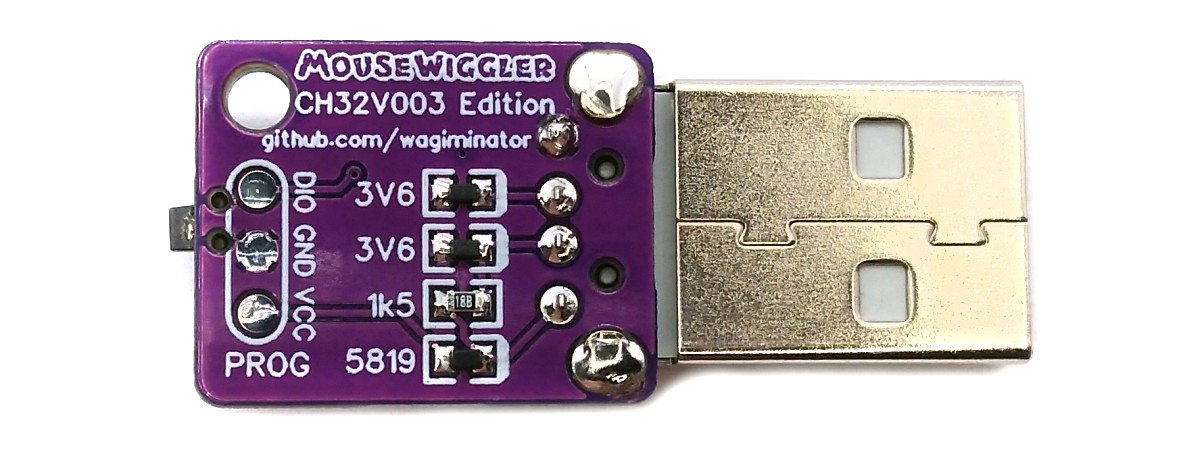 MOUSEWIGGLER
CH32V003 Edition
github.com/wagiminator
DIO GND VCC
PROG
3V6
3V6
1k5
18B
5819